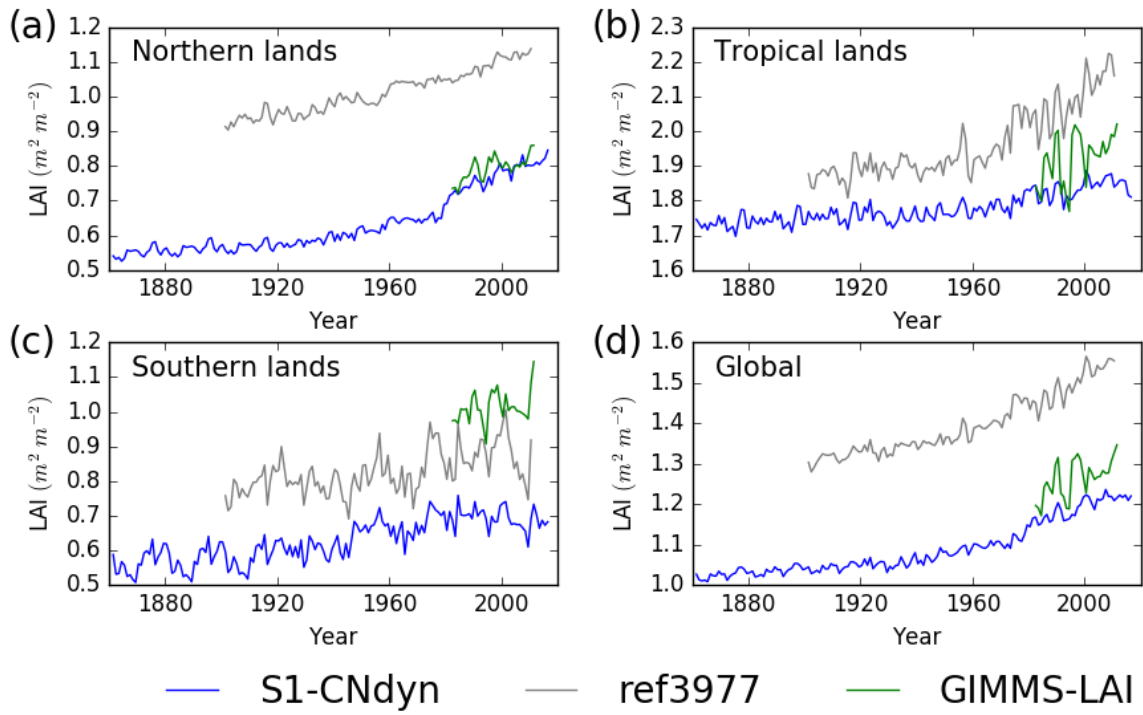 (a)
Northern lands
1.2
1.1
1.0
0.9
0.8
0.7
0.6
0.5
LAI (m² m⁻²)
1880 1920 1960 2000
Year
(b)
Tropical lands
2.3
2.2
2.1
2.0
1.9
1.8
1.7
1.6
LAI (m² m⁻²)
1880 1920 1960 2000
Year
(c)
Southern lands
1.2
1.1
1.0
0.9
0.8
0.7
0.6
0.5
LAI (m² m⁻²)
1880 1920 1960 2000
Year
(d)
Global
1.6
1.5
1.4
1.3
1.2
1.1
1.0
LAI (m² m⁻²)
1880 1920 1960 2000
Year
S1-CNdyn ref3977 GIMMS-LAI